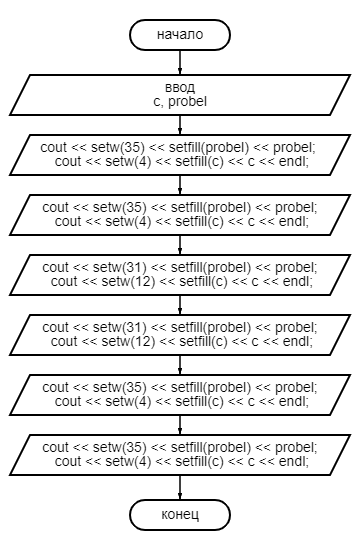 начало
ввод
c, probel
cout << setw(35) << setfill(probel) << probel;
cout << setw(4) << setfill(c) << c << endl;
cout << setw(35) << setfill(probel) << probel;
cout << setw(4) << setfill(c) << c << endl;
cout << setw(31) << setfill(probel) << probel;
cout << setw(12) << setfill(c) << c << endl;
cout << setw(31) << setfill(probel) << probel;
cout << setw(12) << setfill(c) << c << endl;
cout << setw(35) << setfill(probel) << probel;
cout << setw(4) << setfill(c) << c << endl;
cout << setw(35) << setfill(probel) << probel;
cout << setw(4) << setfill(c) << c << endl;
конец